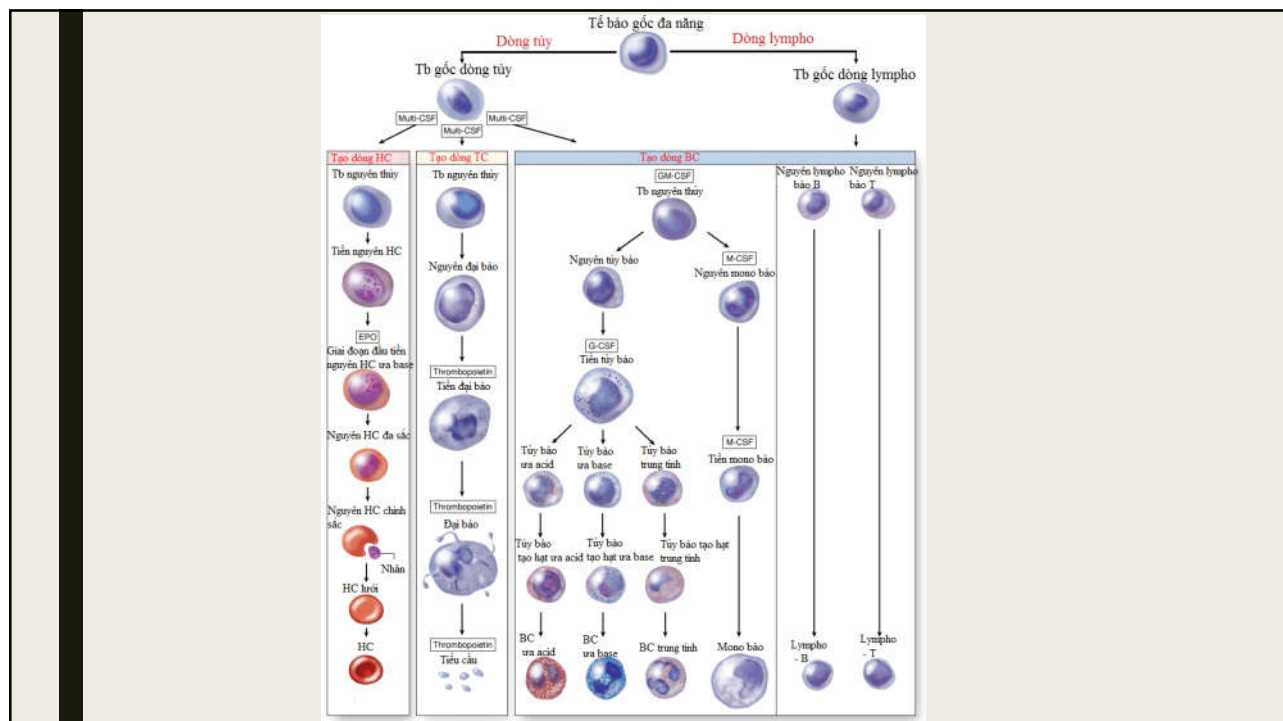 Tế bào gốc đa năng
Dòng tủy
Dòng lympho
Tb gốc dòng tủy
Tb gốc dòng lympho
Multi-CSF
Multi-CSF
Multi-CSF
Tạo dòng HC
Tb nguyên thủy
Tiền nguyên HC
EPO
Giai đoạn đầu tiên
nguyên HC ưa base
Nguyên HC đa sắc
Nguyên HC chính
sắc
Nhân
HC lưới
HC
Tạo dòng TC
Tb nguyên thủy
Nguyên đại bào
Thrombopoietin
Tiền đại bào
Thrombopoietin
Đại bào
Thrombopoietin
Tiểu cầu
Tạo dòng BC
GM-CSF
Tb nguyên thủy
Nguyên tủy bào
G-CSF
Tiền tủy bào
Tủy bào
ưa acid
Tủy bào
ưa base
Tủy bào
trung tính
Tủy bào
tạo hạt ưa acid
Tủy bào
tạo hạt ưa base
Tủy bào tạo hạt
trung tính
BC
ưa acid
BC
ưa base
BC trung tính
M-CSF
Nguyên mono bào
M-CSF
Tiền mono bào
Mono bào
Nguyên lympho
bào B
Lympho
- B
Nguyên lympho
bào T
Lympho
- T